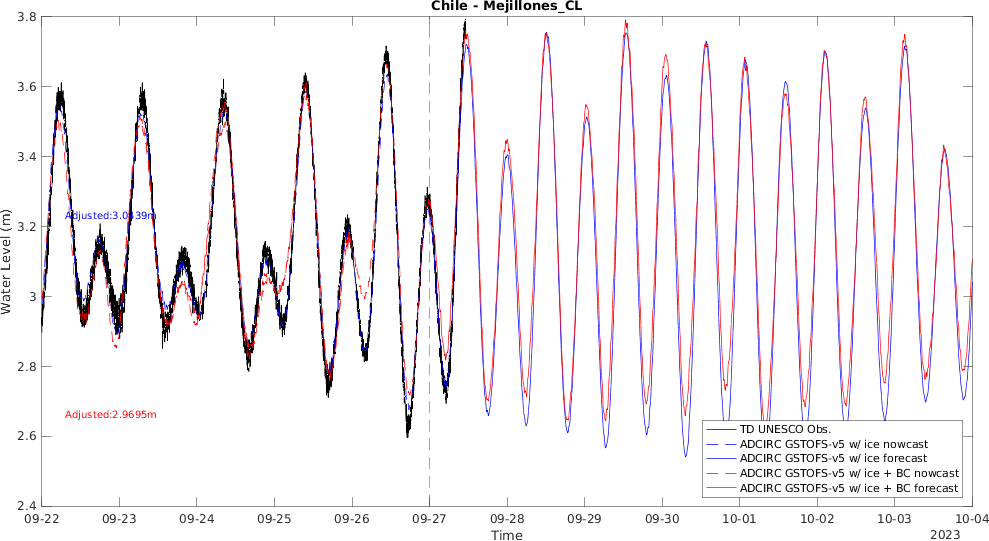 Chile - Mejillones_CL
3.8
3.6
3.4
3.2
3
2.8
2.6
2.4
Water Level (m)
Adjusted:3.0439m
Adjusted:2.9695m
TD UNESCO Obs.
ADCIRC GSTOFS-v5 w/ ice nowcast
ADCIRC GSTOFS-v5 w/ ice forecast
ADCIRC GSTOFS-v5 w/ ice + BC nowcast
ADCIRC GSTOFS-v5 w/ ice + BC forecast
09-22 09-23 09-24 09-25 09-26 09-27 09-28 09-29 09-30 10-01 10-02 10-03 10-04
Time
2023